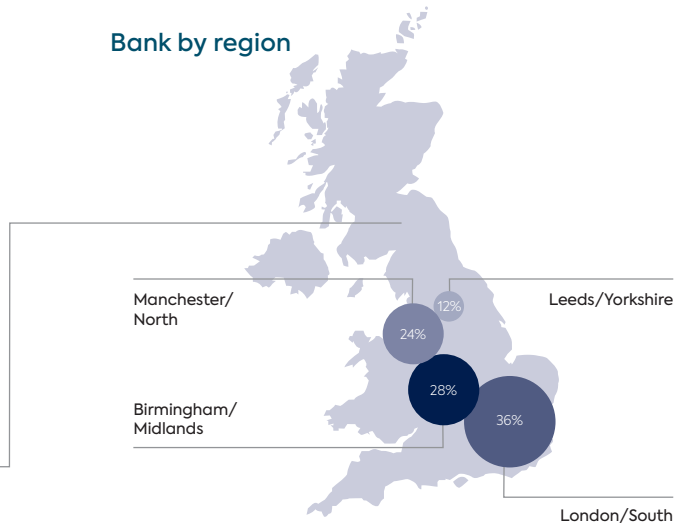 Bank by region
Manchester/
North
12%
Leeds/Yorkshire
24%
28%
Birmingham/
Midlands
36%
London/South